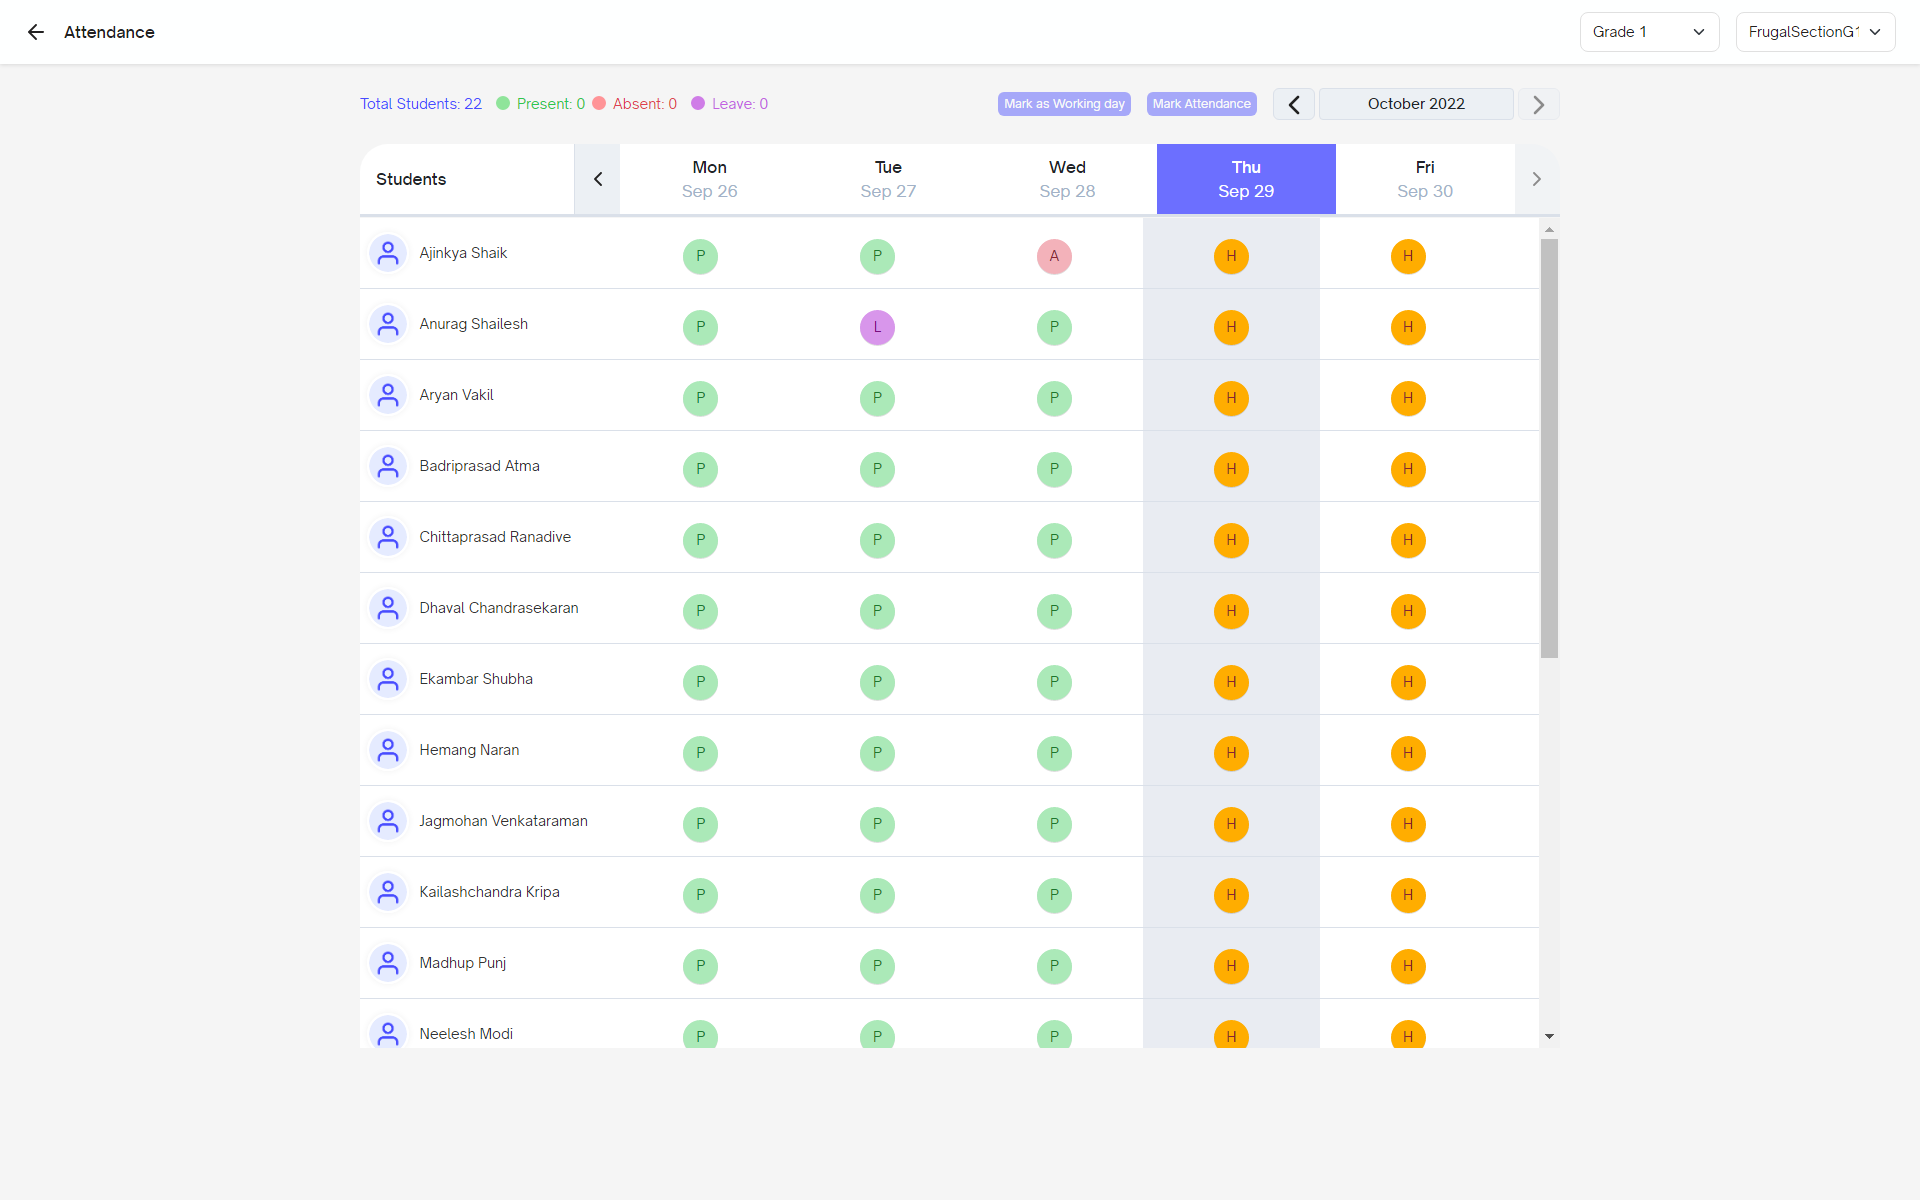 Attendance
Grade 1
FrugalSectionG1
Total Students: 22 Present: 0 Absent: 0 Leave: 0
Mark as Working day
Mark Attendance
October 2022
Students
Mon Tue Wed Thu Fri
Sep 26 Sep 27 Sep 28 Sep 29 Sep 30
Ajinkya Shaik P P A H H
Anurag Shailesh P L P H H
Aryan Vakil P P P H H
Badriprasad Atma P P P H H
Chittaprasad Ranadive P P P H H
Dhaval Chandrasekaran P P P H H
Ekambar Shubha P P P H H
Hemang Naran P P P H H
Jagmohan Venkataraman P P P H H
Kailashchandra Kripa P P P H H
Madhup Punj P P P H H
Neelesh Modi P P P H H